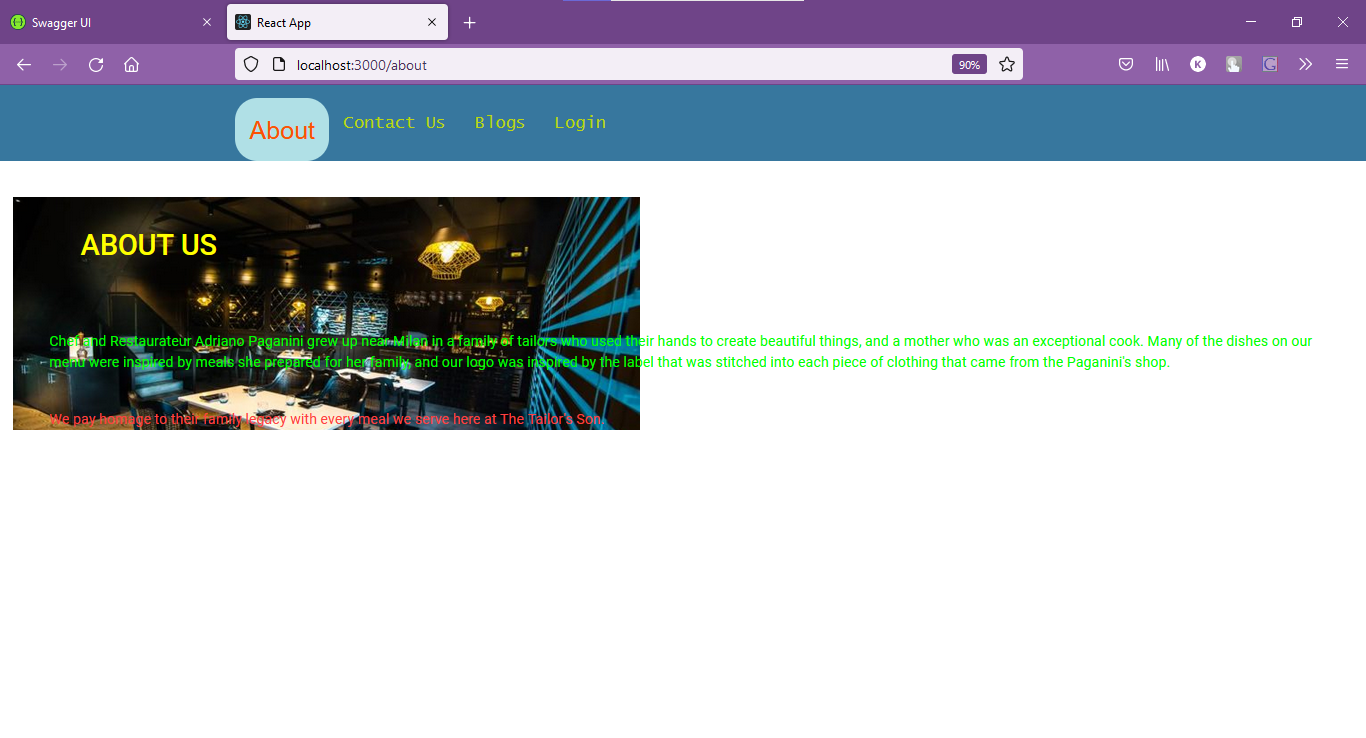 Swagger UI
React App
localhost:3000/about
90%
K
About
Contact Us
Blogs
Login
ABOUT US
Chef and Restaurateur Adriano Paganini grew up near Milan in a family of tailors who used their hands to create beautiful things, and a mother who was an exceptional cook. Many of the dishes on our
menu were inspired by meals she prepared for her family and our logo was inspired by the label that was stitched into each piece of clothing that came from the Paganini's shop.
We pay homage to their family legacy with every meal we serve here at The Tailor's Son.